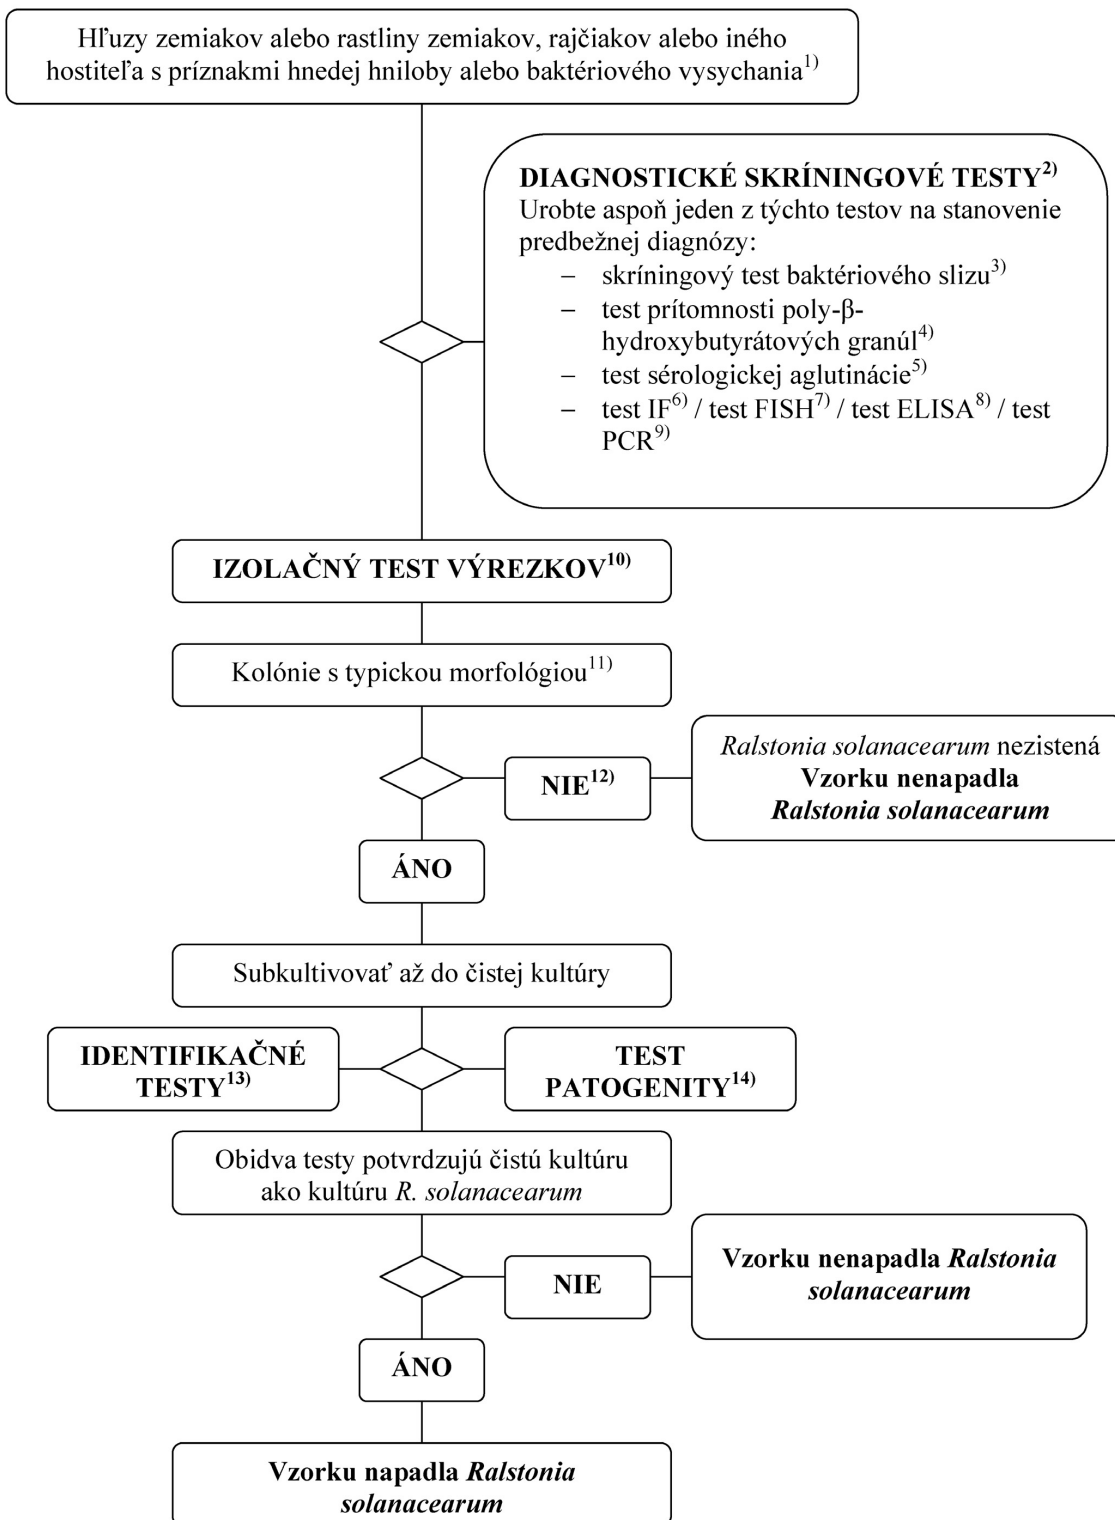 Hľuzy zemiakov alebo rastliny zemiakov, rajčiakov alebo iného
hostiteľa s príznakmi hnedej hniloby alebo baktériového vysychania1)
DIAGNOSTICKÉ SKRÍNINGOVÉ TESTY2)
Urobte aspoň jeden z týchto testov na stanovenie
predbežnej diagnózy:
– skríningový test baktériového slizu3)
– test prítomnosti poly-β-
hydroxybutyrátových granúl4)
– test sérologickej aglutinácie5)
– test IF6) / test FISH7) / test ELISA8) / test
PCR9)
IZOLAČNÝ TEST VÝREZKOV10)
Kolónie s typickou morfológiou11)
NIE12)
Ralstonia solanacearum nezistená
Vzorku nenapadla
Ralstonia solanacearum
ÁNO
Subkultivovať až do čistej kultúry
IDENTIFIKAČNÉ
TESTY13)
TEST
PATOGENITY14)
Obidva testy potvrdzujú čistú kultúru
ako kultúru R. solanacearum
NIE
Vzorku nenapadla Ralstonia
solanacearum
ÁNO
Vzorku napadla Ralstonia
solanacearum